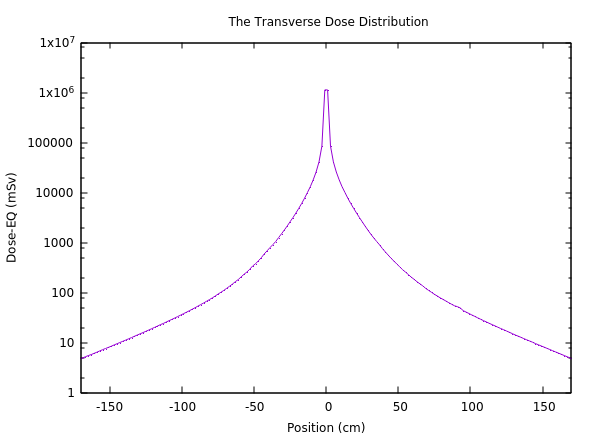 The Transverse Dose Distribution
1x10⁷
1x10⁶
100000
10000
1000
100
10
1
Dose-EQ (mSv)
-150 -100 -50 0 50 100 150
Position (cm)